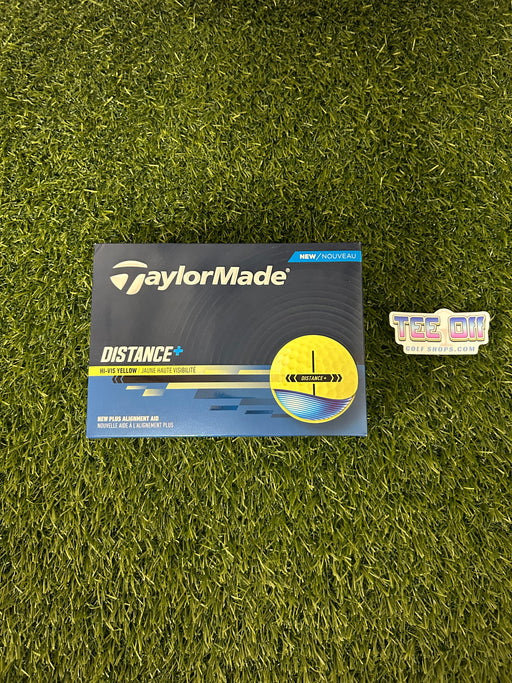 NEW/NOUVEAU
TaylorMade
DISTANCE+
HI-VIS YELLOW / JAUNE HAUTE VISIBILITÉ
DISTANCE+
NEW PLUS ALIGNMENT AID
NOUVELLE AIDE À L'ALIGNEMENT PLUS
TEE OFF
GOLFSHOPS.COM